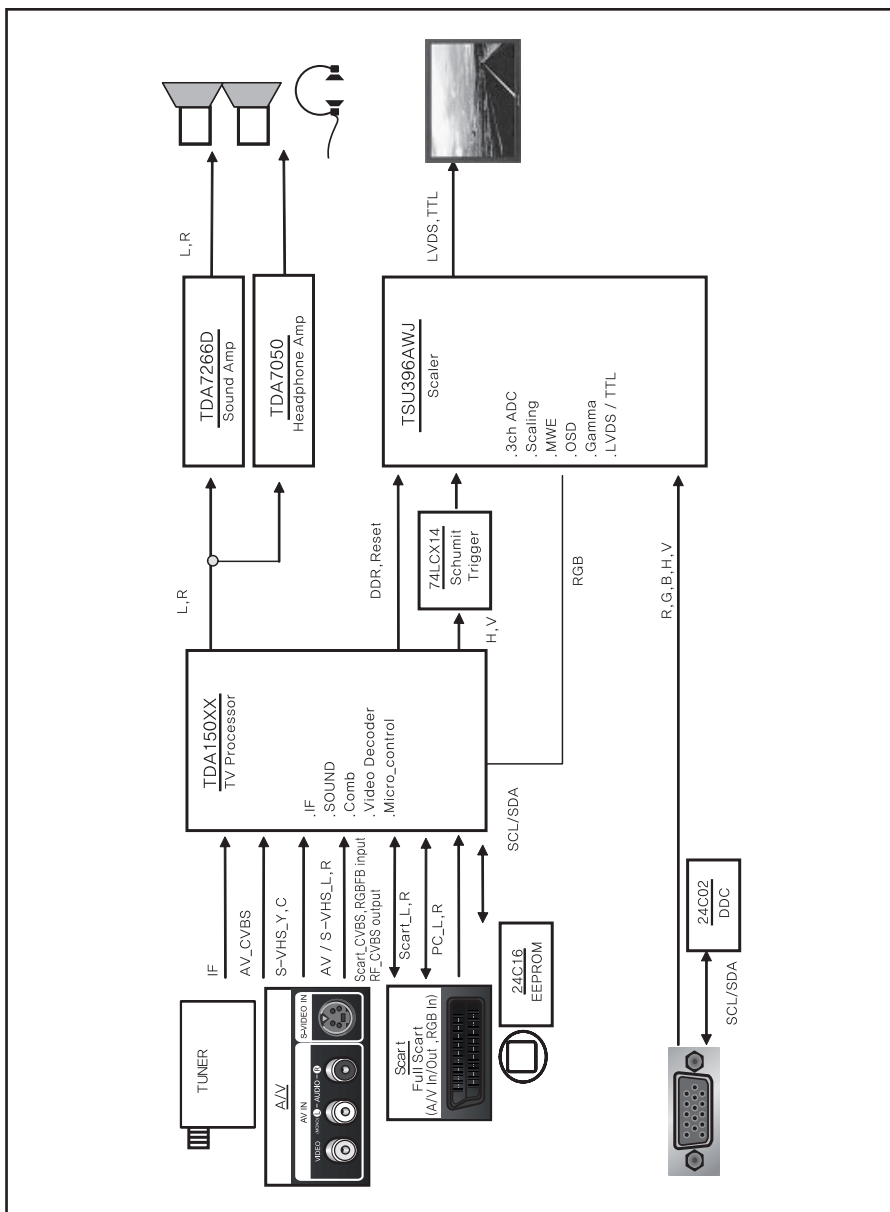 TUNER
A/V
AV IN
VIDEO
(MONO) L - AUDIO - R
S-VIDEO IN
Scart
Full Scart
(A/V In/Out ,RGB In)
24C16
EEPROM
IF
AV_CVBS
S-VHS_Y,C
AV / S-VHS_L,R
Scart_CVBS,RGBFB input
RF_CVBS output
Scart_L,R
PC_L,R
SCL/SDA
TDA150XX
TV Processor
.IF
.SOUND
.Comb
.Video Decoder
.Micro_control
L,R
DDR,Reset
H,V
74LCX14
Schumit
Trigger
RGB
TDA7266D
Sound Amp
TDA7050
Headphone Amp
L,R
TSU396AWJ
Scaler
.3ch ADC
.Scaling
.MWE
.OSD
.Gamma
.LVDS / TTL
LVDS,TTL
R,G,B,H,V
SCL/SDA
24C02
DDC